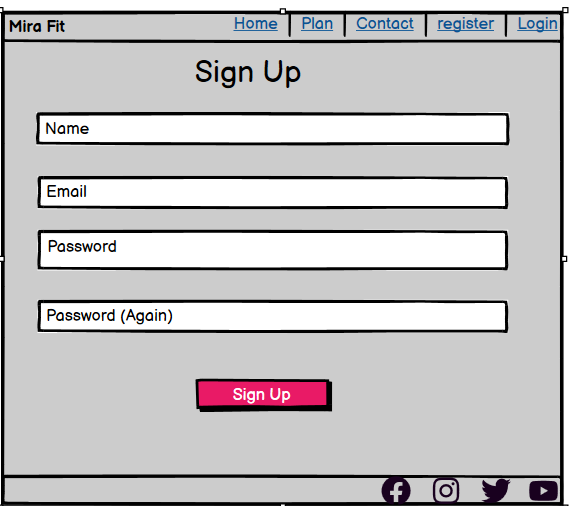 Mira Fit Home Plan Contact register Login
Sign Up
Name
Email
Password
Password (Again)
Sign Up